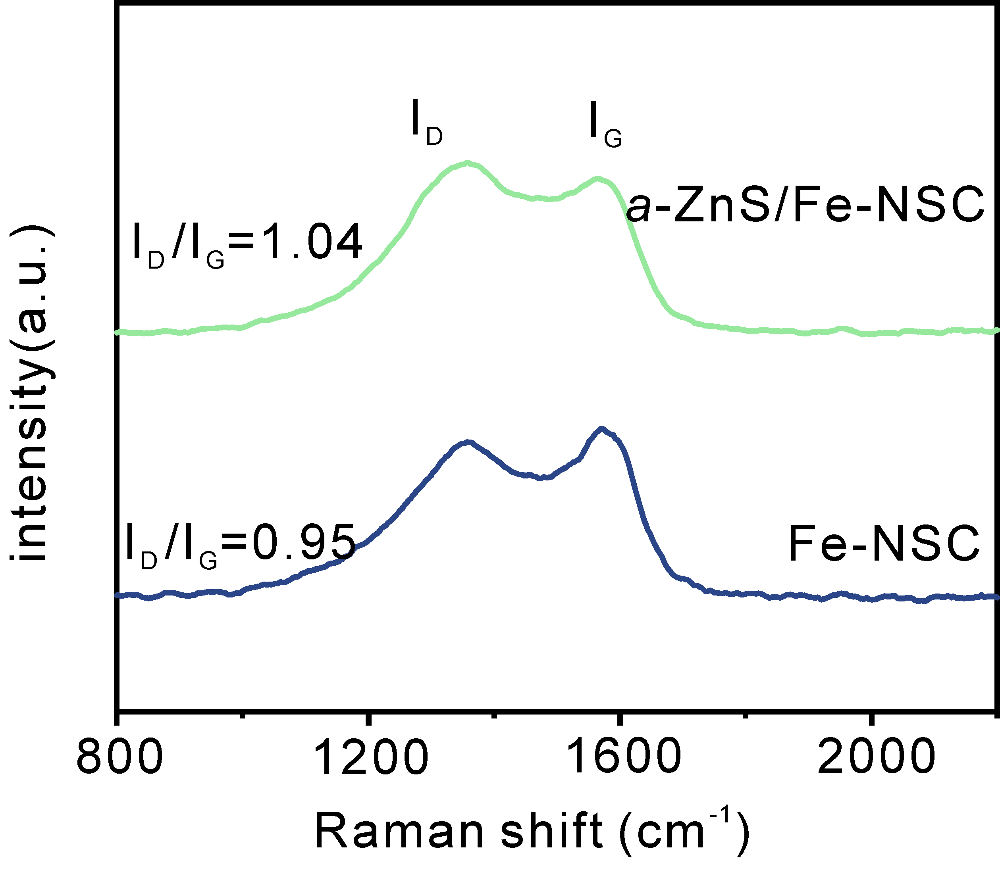 intensity(a.u.)
I_D
I_G
a-ZnS/Fe-NSC
I_D/I_G=1.04
I_D/I_G=0.95
Fe-NSC
800
1200
1600
2000
Raman shift (cm⁻¹)